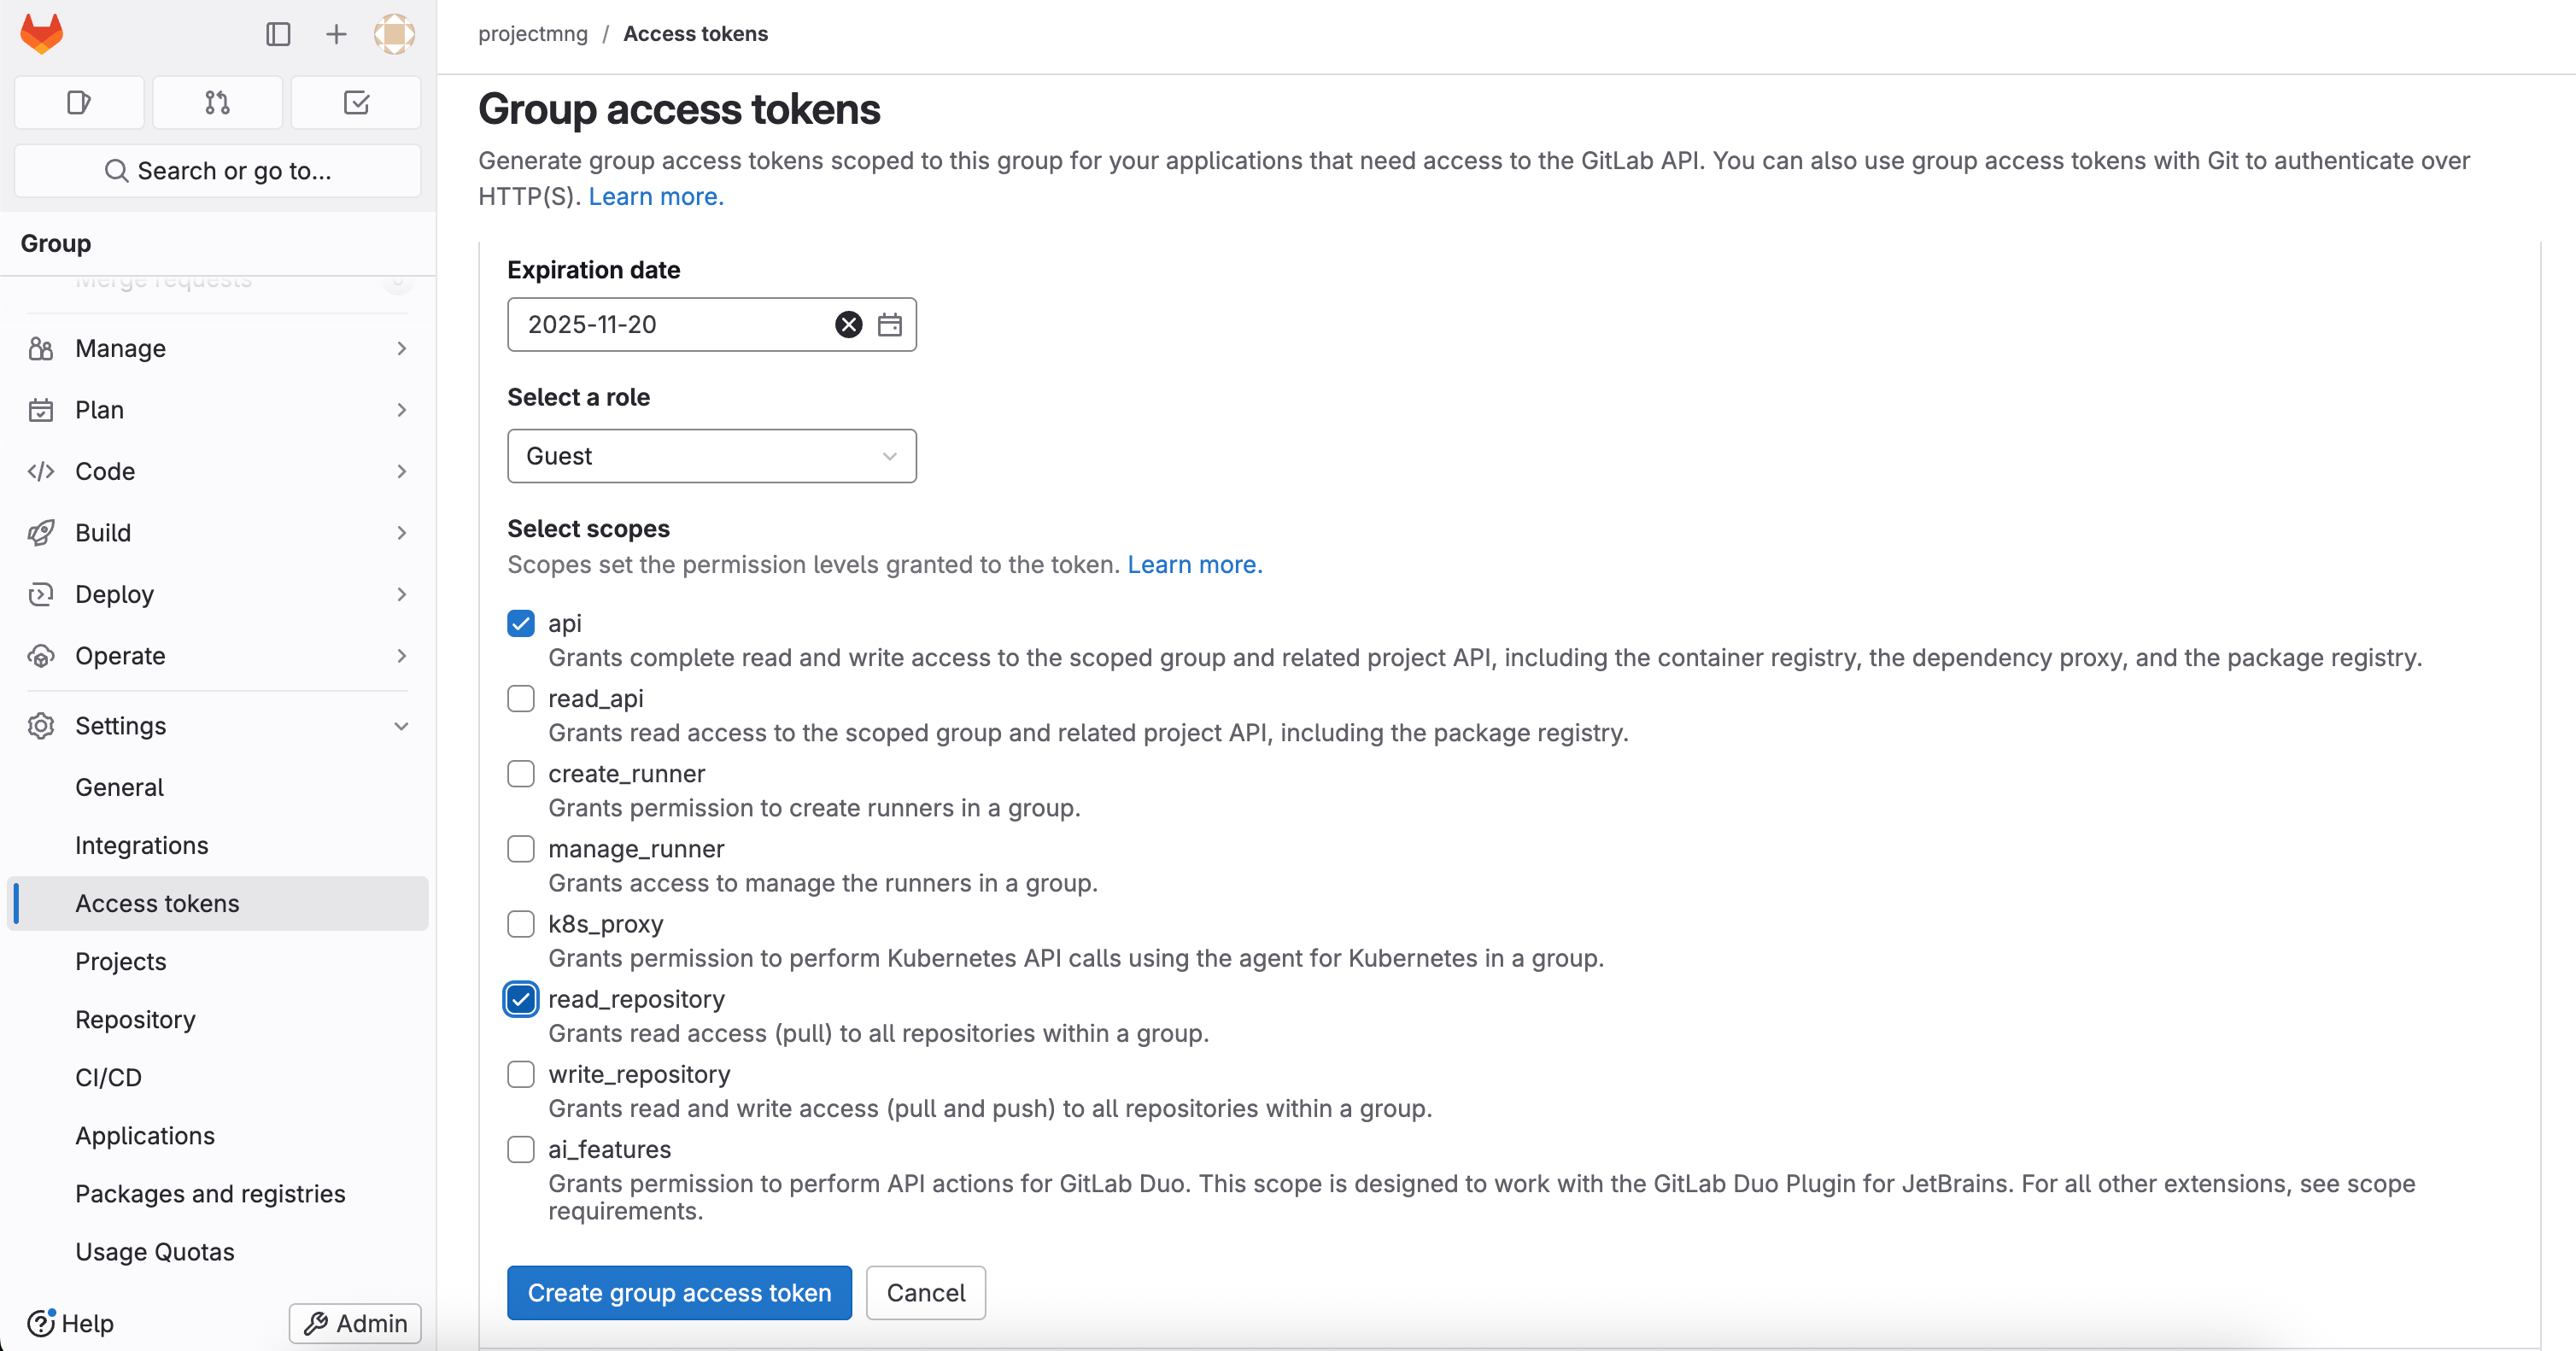 projectmng / Access tokens
Search or go to...
Group
Merge requests
Manage
Plan
Code
Build
Deploy
Operate
Settings
General
Integrations
Access tokens
Projects
Repository
CI/CD
Applications
Packages and registries
Usage Quotas
Help
Admin
Group access tokens
Generate group access tokens scoped to this group for your applications that need access to the GitLab API. You can also use group access tokens with Git to authenticate over
HTTP(S). Learn more.
Expiration date
2025-11-20
Select a role
Guest
Select scopes
Scopes set the permission levels granted to the token. Learn more.
api
Grants complete read and write access to the scoped group and related project API, including the container registry, the dependency proxy, and the package registry.
read_api
Grants read access to the scoped group and related project API, including the package registry.
create_runner
Grants permission to create runners in a group.
manage_runner
Grants access to manage the runners in a group.
k8s_proxy
Grants permission to perform Kubernetes API calls using the agent for Kubernetes in a group.
read_repository
Grants read access (pull) to all repositories within a group.
write_repository
Grants read and write access (pull and push) to all repositories within a group.
ai_features
Grants permission to perform API actions for GitLab Duo. This scope is designed to work with the GitLab Duo Plugin for JetBrains. For all other extensions, see scope
requirements.
Create group access token
Cancel